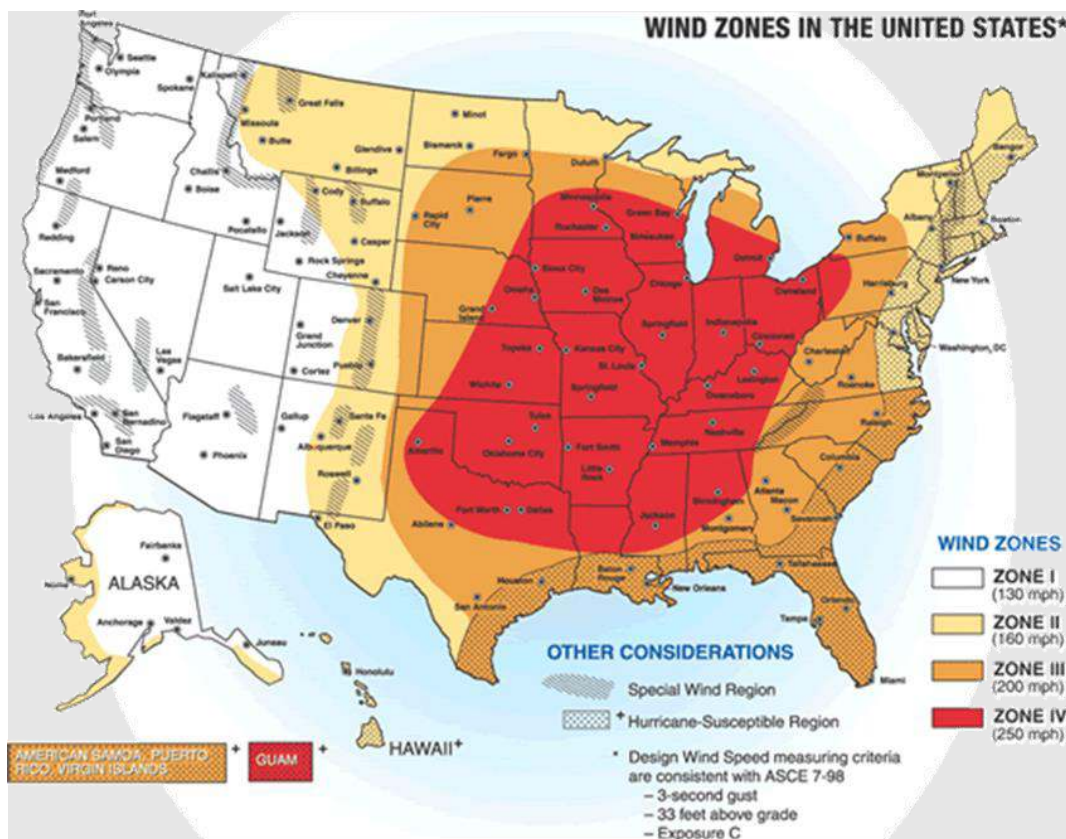 WIND ZONES IN THE UNITED STATES*
Port
Angeles
Seattle
Olympia
Spokane
Kalispell
Great Falls
Missoula
Butte
Glendive
Billings
Minot
Bismarck
Fargo
Duluth
Portland
Salem
Medford
Challis
Boise
Pocatello
Cody
Buffalo
Jackson
Casper
Rock Springs
Cheyenne
Rapid
City
Pierre
Minneapolis
Rochester
Green Bay
Milwaukee
Detroit
Buffalo
Albany
Montpelier
Bangor
Boston
New York
Redding
Sacramento
San
Francisco
Reno
Carson City
Salt Lake City
Bakersfield
Las
Vegas
Grand
Junction
Cortez
Denver
Pueblo
Sioux City
Omaha
Grand
Island
Des
Moines
Chicago
Cleveland
Harrisburg
Washington, DC
Topeka
Kansas City
Springfield
Indianapolis
Cincinnati
St. Louis
Charleston
Roanoke
Wichita
Springfield
Lexington
Owensboro
Raleigh
Los Angeles
San
Bernadino
San
Diego
Flagstaff
Phoenix
Gallup
Santa Fe
Albuquerque
Roswell
El Paso
Amarillo
Tulsa
Oklahoma City
Fort Smith
Little
Rock
Memphis
Nashville
Columbia
Atlanta
Macon
Savannah
Birmingham
Montgomery
Jackson
Fort Worth
Dallas
Abilene
Houston
San Antonio
Baton
Rouge
New Orleans
Tallahassee
Orlando
Tampa
Miami
Fairbanks
Nome
ALASKA
Anchorage
Valdez
Juneau
Honolulu
HAWAII+
AMERICAN SAMOA, PUERTO
RICO, VIRGIN ISLANDS
+
GUAM
+
OTHER CONSIDERATIONS
Special Wind Region
+ Hurricane-Susceptible Region
* Design Wind Speed measuring criteria
are consistent with ASCE 7-98
– 3-second gust
– 33 feet above grade
– Exposure C
WIND ZONES
ZONE I
(130 mph)
ZONE II
(160 mph)
ZONE III
(200 mph)
ZONE IV
(250 mph)